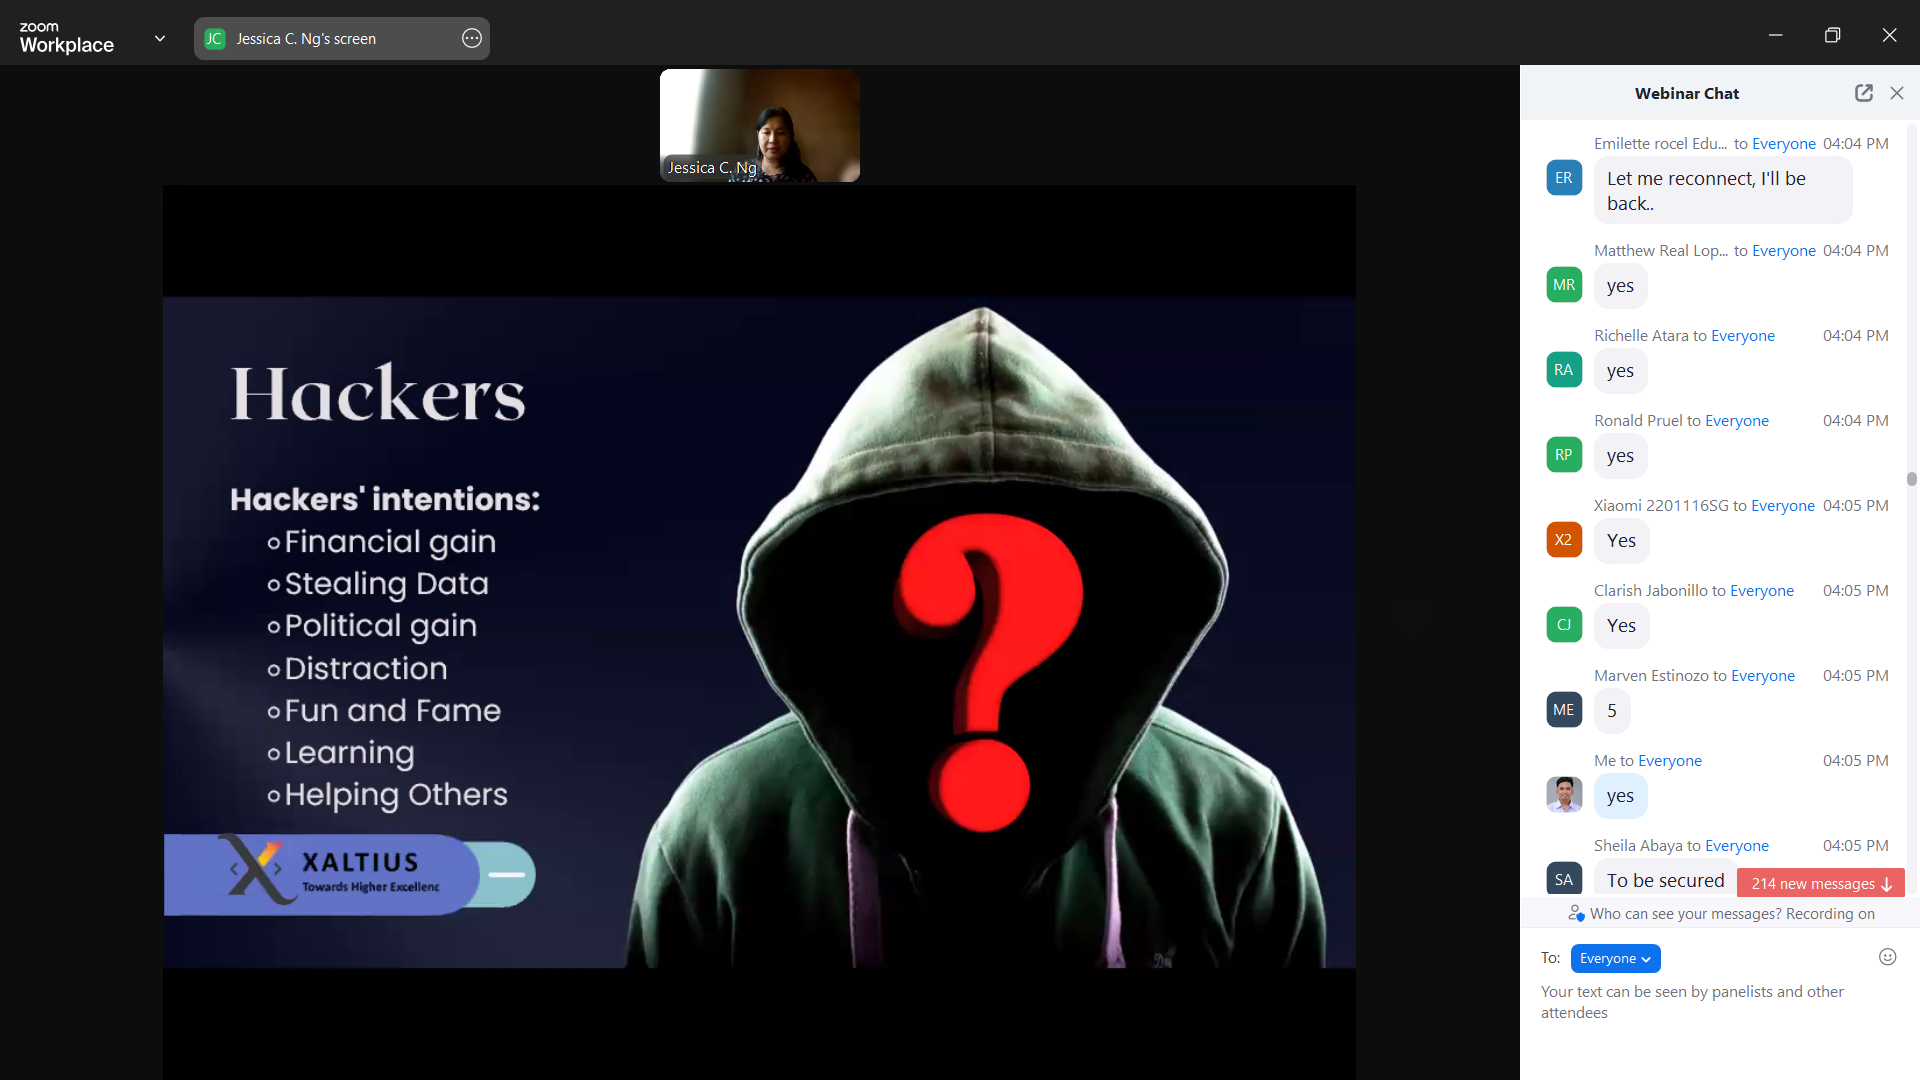 zoom
Workplace
JC Jessica C. Ng's screen
Jessica C. Ng
Hackers
Hackers' intentions:
Financial gain
Stealing Data
Political gain
Distraction
Fun and Fame
Learning
Helping Others
XALTIUS
Towards Higher Excellenc
Webinar Chat
Emilette rocel Edu... to Everyone 04:04 PM
ER
Let me reconnect, I'll be
back..
Matthew Real Lop... to Everyone 04:04 PM
MR yes
Richelle Atara to Everyone 04:04 PM
RA yes
Ronald Pruel to Everyone 04:04 PM
RP yes
Xiaomi 2201116SG to Everyone 04:05 PM
X2 Yes
Clarish Jabonillo to Everyone 04:05 PM
CJ Yes
Marven Estinozo to Everyone 04:05 PM
ME 5
Me to Everyone 04:05 PM
yes
Sheila Abaya to Everyone 04:05 PM
SA To be secured
214 new messages
Who can see your messages? Recording on
To: Everyone
Your text can be seen by panelists and other
attendees